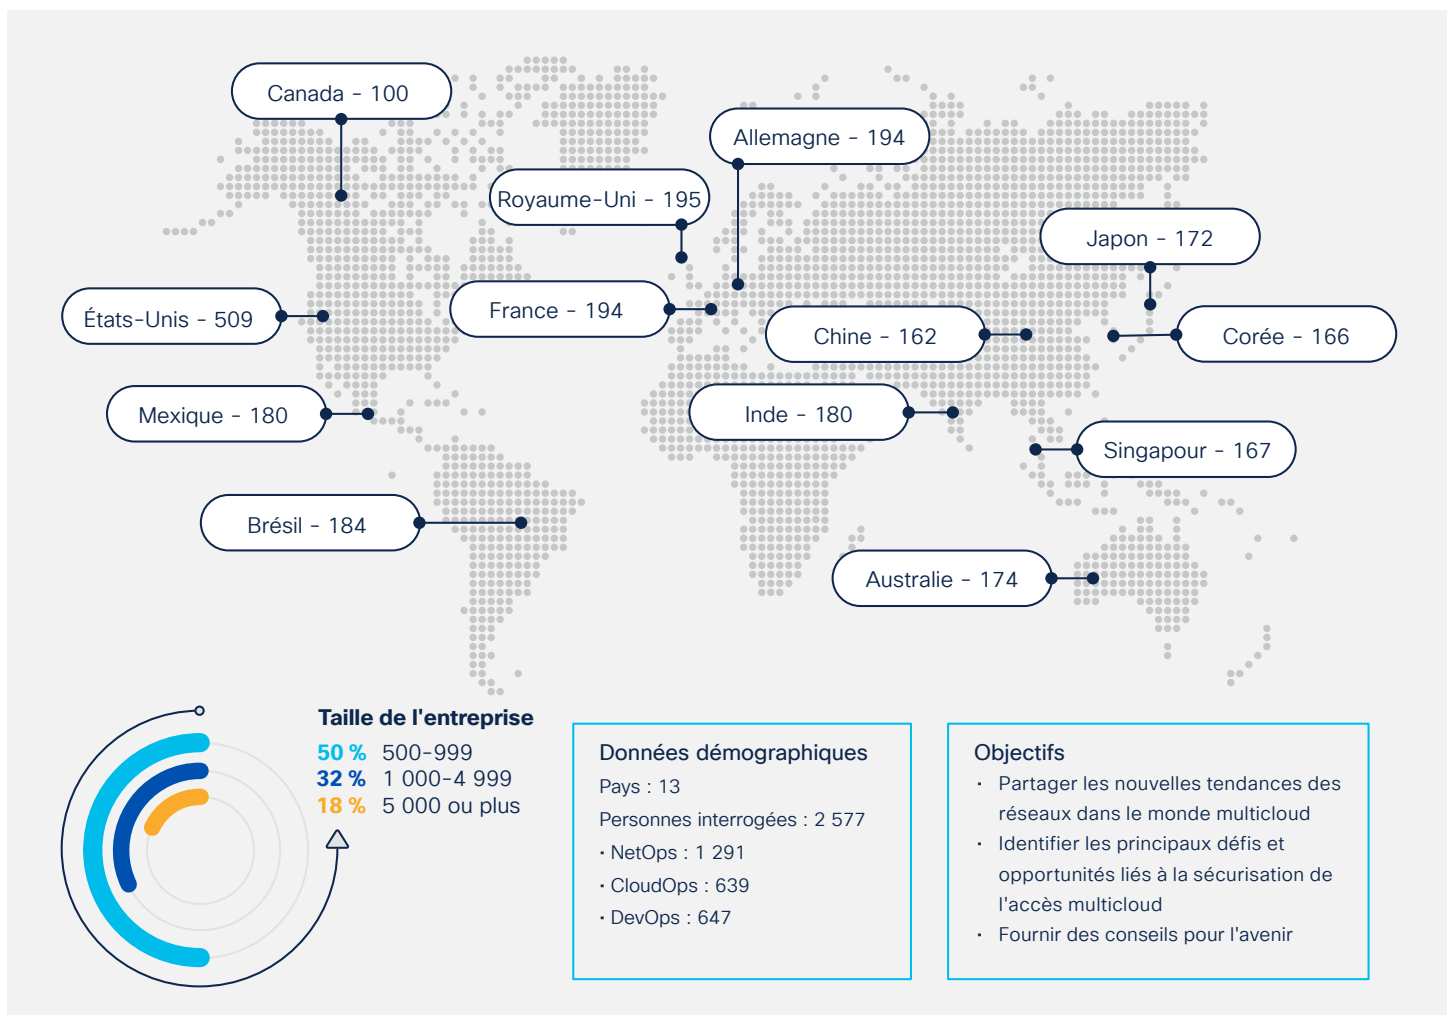 Canada - 100
Allemagne - 194
Royaume-Uni - 195
Japon - 172
États-Unis - 509
France - 194
Chine - 162
Corée - 166
Mexique - 180
Inde - 180
Singapour - 167
Brésil - 184
Australie - 174
Taille de l'entreprise
50 % 500-999
32 % 1 000-4 999
18 % 5 000 ou plus
Données démographiques
Pays : 13
Personnes interrogées : 2 577
· NetOps : 1 291
· CloudOps : 639
· DevOps : 647
Objectifs
· Partager les nouvelles tendances des
réseaux dans le monde multicloud
· Identifier les principaux défis et
opportunités liés à la sécurisation de
l'accès multicloud
· Fournir des conseils pour l'avenir